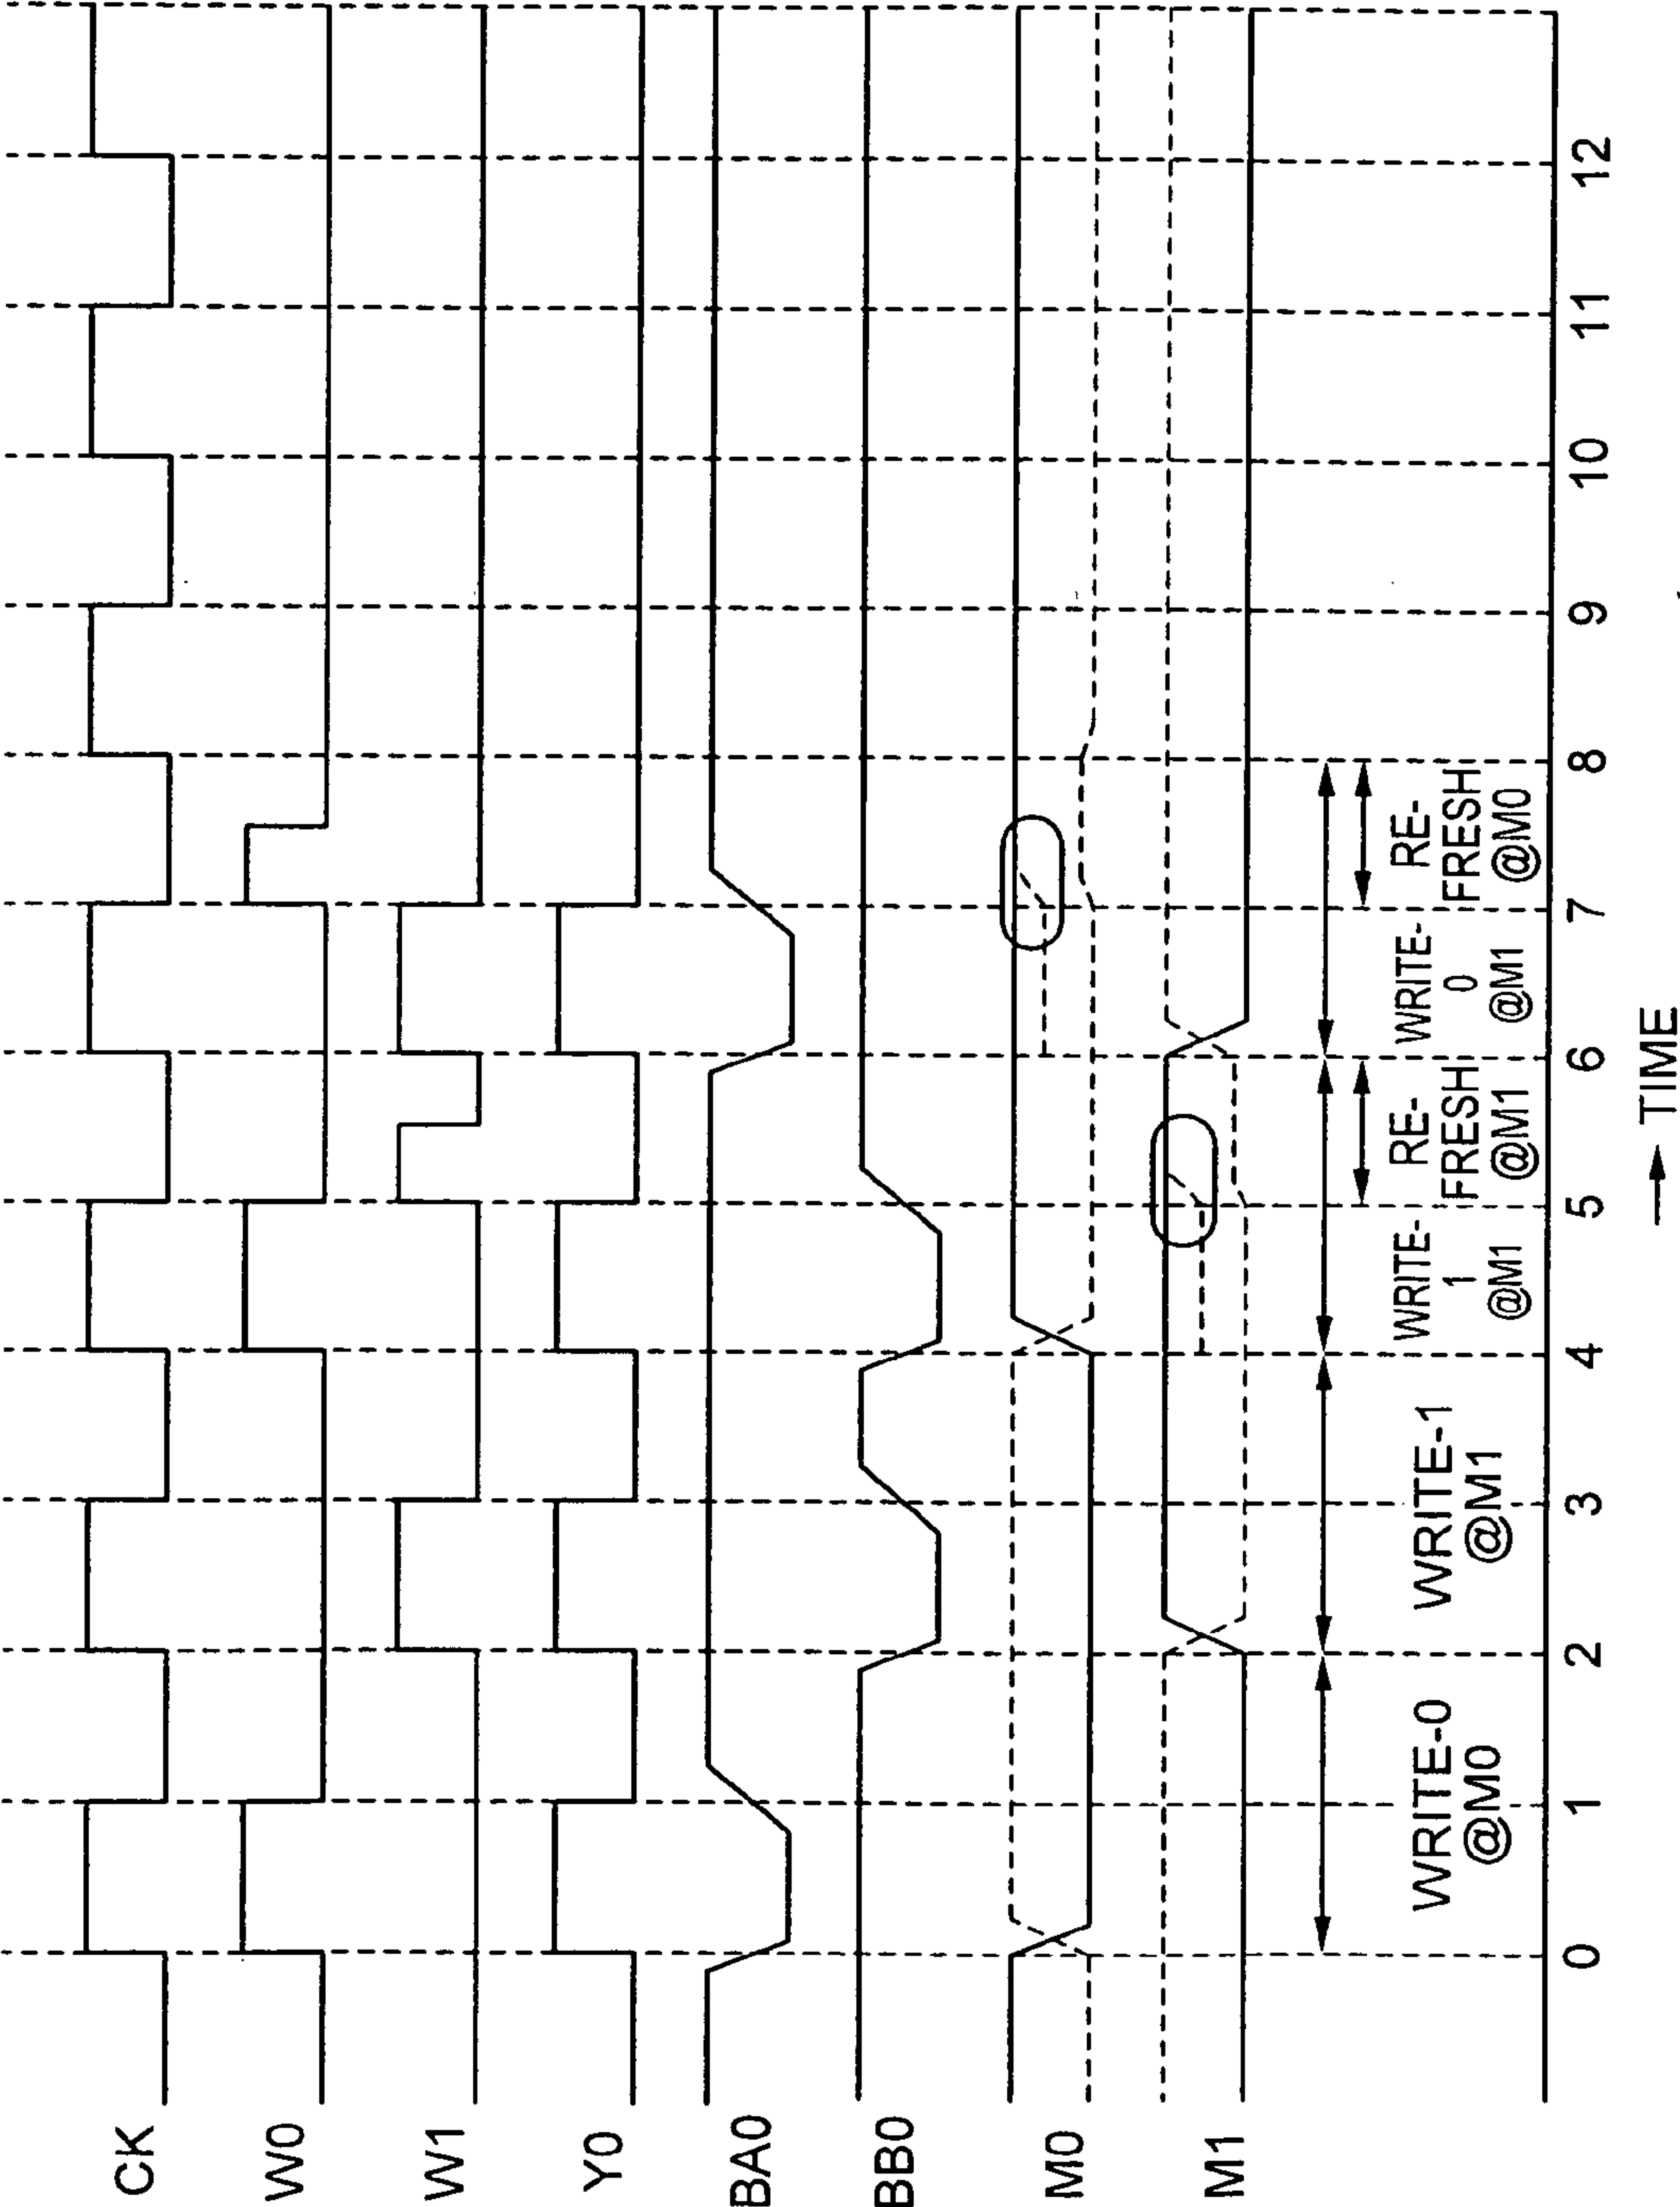 CK
W0
W1
Y0
BA0
BB0
M0
M1
WRITE-0
@M0
WRITE-1
@M1
WRITE-
1
@M1
RE-
FRESH
@M1
WRITE-
0
@M1
RE-
FRESH
@M0
0 1 2 3 4 5 6 7 8 9 10 11 12
TIME